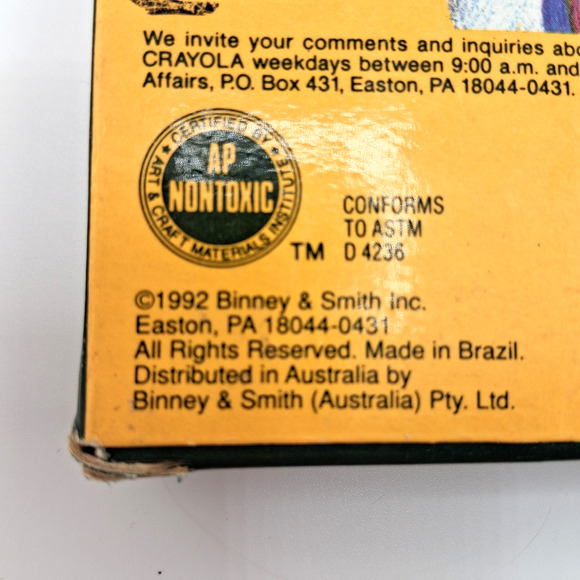 We invite your comments and inquiries
CRAYOLA weekdays between 9:00 a.m. and
Affairs, P.O. Box 431, Easton, PA 18044-0431.
CERTIFIED BY
AP
NONTOXIC
ART & CRAFT MATERIALS INSTITUTE
TM
CONFORMS
TO ASTM
D 4236
©1992 Binney & Smith Inc.
Easton, PA 18044-0431
All Rights Reserved. Made in Brazil.
Distributed in Australia by
Binney & Smith (Australia) Pty. Ltd.